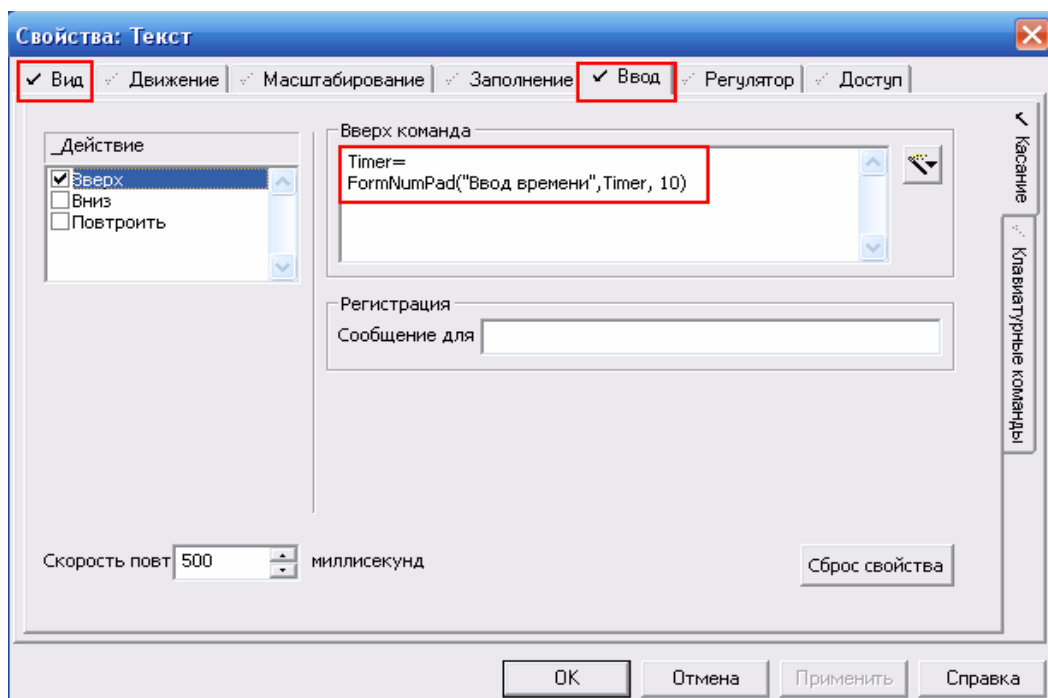 Свойства: Текст
Вид Движение Масштабирование Заполнение Ввод Регулятор Доступ
_Действие
Вверх
Вниз
Повтроить
Вверх команда
Timer=
FormNumPad("Ввод времени",Timer, 10)
Регистрация
Сообщение для
Касание
Клавиатурные команды
Скорость повт 500 миллисекунд
Сброс свойства
ОК Отмена Применить Справка